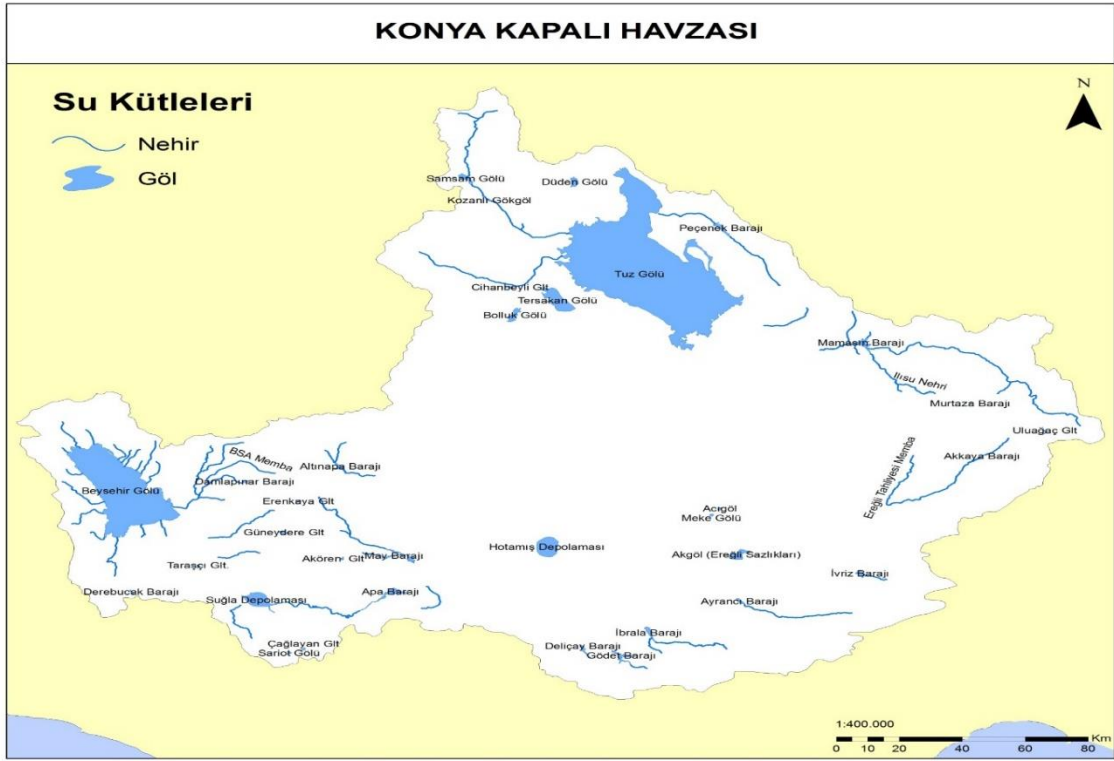 KONYA KAPALI HAVZASI
Su Kütleleri
N
Nehir
Göl
Samsam Gölü
Düden Gölü
Kozanlı Gökgöl
Peçenek Barajı
Tuz Gölü
Cihanbeyli Glt
Tersakan Gölü
Bolluk Gölü
Mamasın Barajı
Ilısu Nehri
Murtaza Barajı
Uluağaç Glt
BSA Memba
Altınapa Barajı
Akkaya Barajı
Damlapınar Barajı
Beyşehir Gölü
Erenkaya Glt
Ereğli Tahliyesi Memba
Acıgöl
Meke Gölü
Güneydere Glt
Hotamış Depolaması
Akgöl (Ereğli Sazlıkları)
Akören Glt
May Barajı
Taraşçı Glt.
İvriz Barajı
Derebucak Barajı
Suğla Depolaması
Apa Barajı
Ayrancı Barajı
İbrala Barajı
Çağlayan Glt
Deliçay Barajı
Sariot Gölü
Gödet Barajı
1:400.000
Km
0 10 20 40 60 80